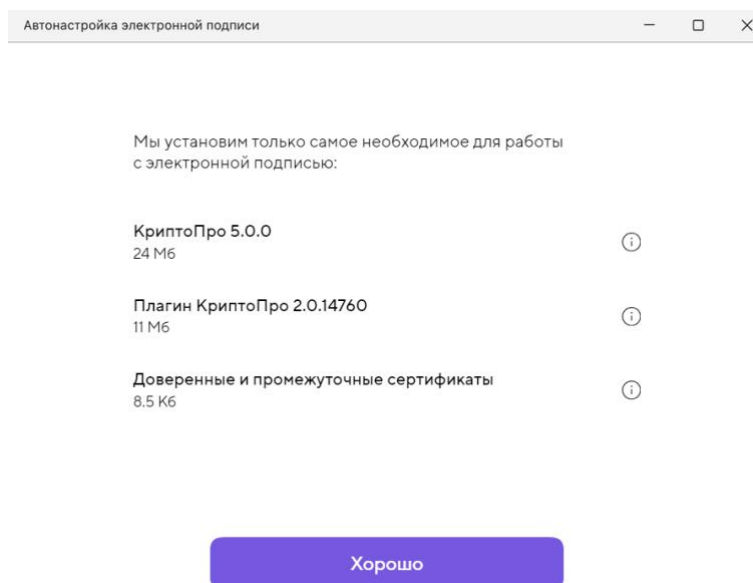 Автонастройка электронной подписи
Мы установим только самое необходимое для работы
с электронной подписью:
КриптоПро 5.0.0
24 Мб
Плагин КриптоПро 2.0.14760
11 Мб
Доверенные и промежуточные сертификаты
8.5 Кб
Хорошо